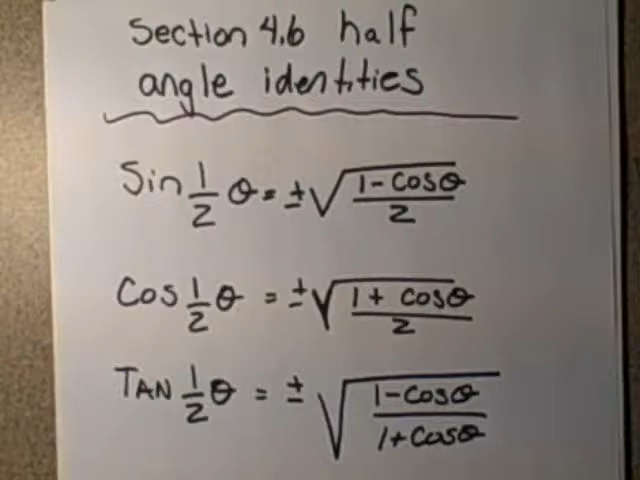 Section 4.6 half
angle identities
Sin 1/2 θ = ±√((1-cosθ)/2)
Cos 1/2 θ = ±√((1+ cosθ)/2)
TAN 1/2 θ = ±√((1-cosθ)/(1+cosθ))